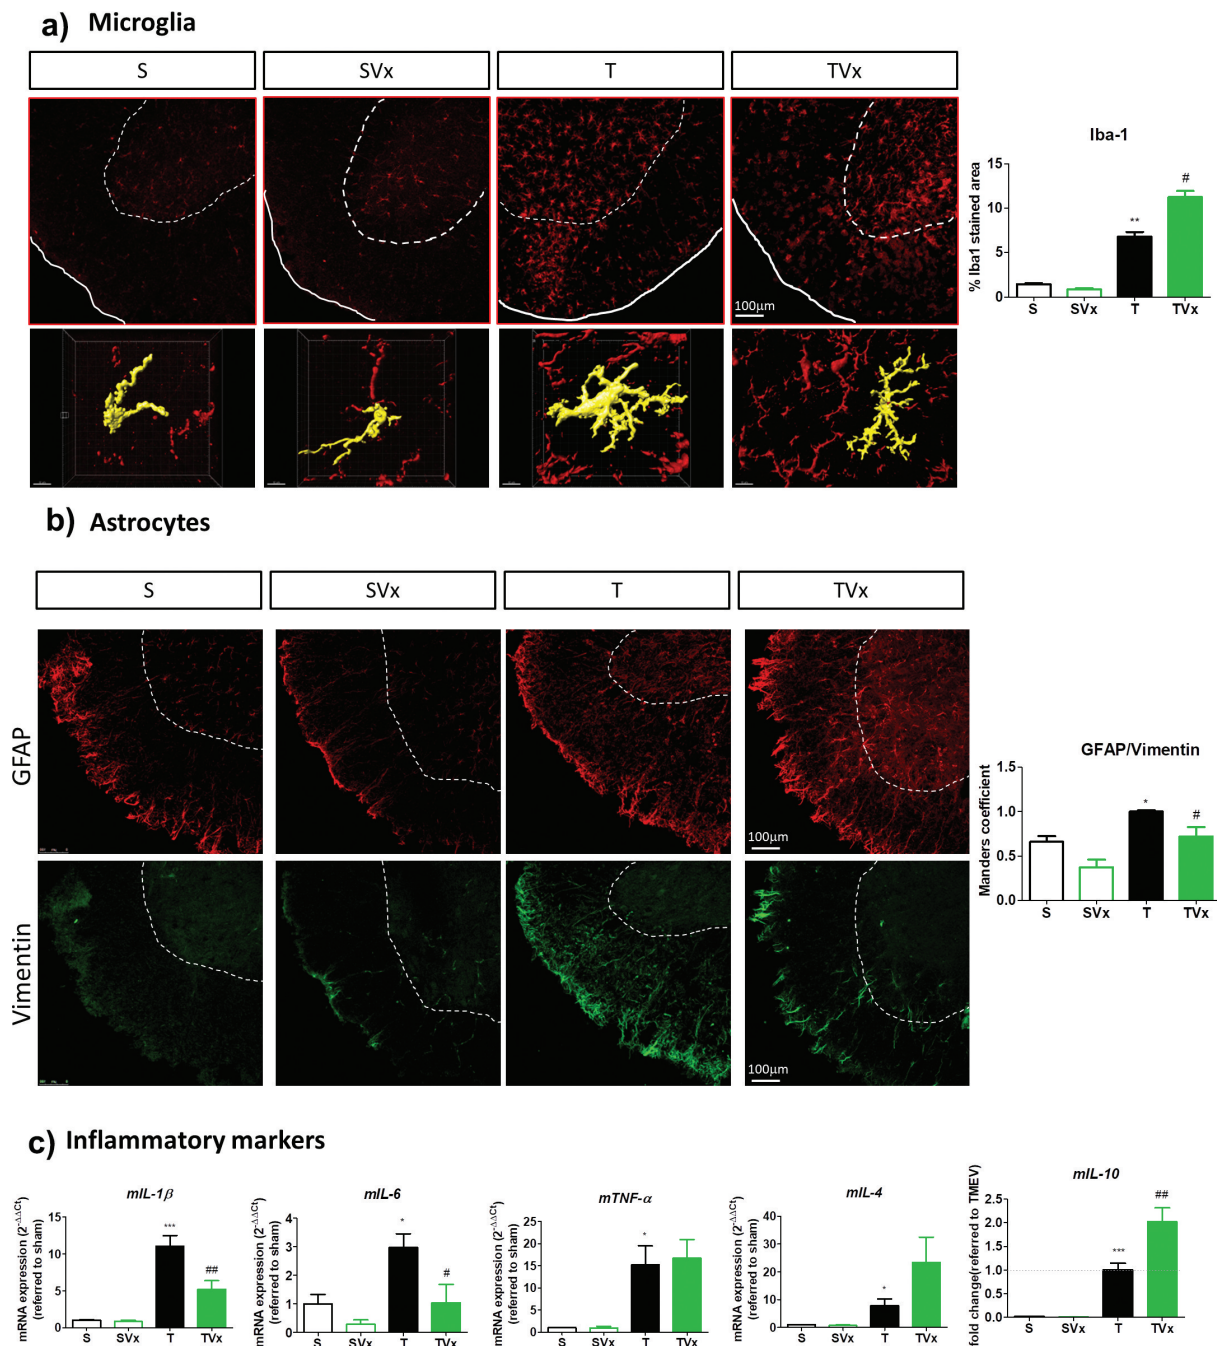 a) Microglia
S SVx T TVx
Iba-1
% Iba1 stained area
15
10
5
0
**
#
S SVx T TVx
100µm
b) Astrocytes
S SVx T TVx
GFAP
100µm
Vimentin
100µm
GFAP/Vimentin
Manders coefficient
1.5
1.0
0.5
0.0
*
#
S SVx T TVx
c) Inflammatory markers
mIL-1β
mRNA expression (2-ΔΔCt)
(referred to sham)
15
10
5
0
***
##
S SVx T TVx
mIL-6
mRNA expression (2-ΔΔCt)
(referred to sham)
4
3
2
1
0
*
#
S SVx T TVx
mTNF-α
mRNA expression (2-ΔΔCt)
(referred to sham)
25
20
15
10
5
0
*
S SVx T TVx
mIL-4
mRNA expression (2-ΔΔCt)
(referred to sham)
40
30
20
10
0
*
S SVx T TVx
mIL-10
fold change(referred to TMEV)
2.5
2.0
1.5
1.0
0.5
0.0
***
##
S SVx T TVx